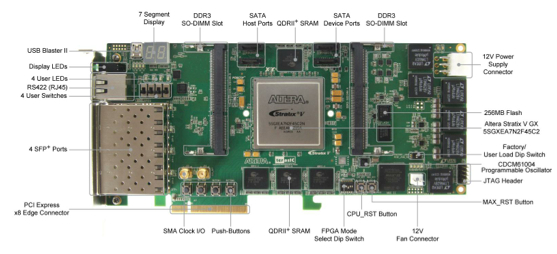 7 Segment
Display
DDR3
SO-DIMM Slot
SATA
Host Ports
QDRII+ SRAM
SATA
Device Ports
DDR3
SO-DIMM Slot
USB Blaster II
Display LEDs
4 User LEDs
RS422 (RJ45)
4 User Switches
4 SFP+ Ports
PCI Express
x8 Edge Connector
SMA Clock I/O
Push-Buttons
QDRII+ SRAM
FPGA Mode
Select Dip Switch
CPU_RST Button
12V
Fan Connector
MAX_RST Button
JTAG Header
CDCM61004
Programmable Oscillator
Factory/
User Load Dip Switch
Altera Stratix V GX
5SGXEA7N2F45C2
256MB Flash
12V Power
Supply Connector
ALTERA
Stratix V
ALTERA